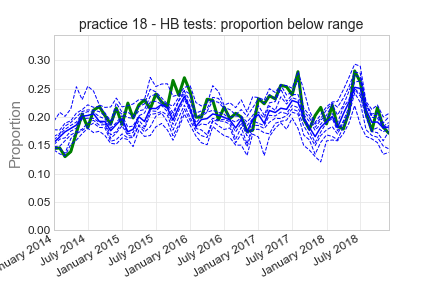 practice 18 - HB tests: proportion below range
Proportion
0.30
0.25
0.20
0.15
0.10
0.05
0.00
nuary 2014
July 2014
January 2015
July 2015
January 2016
July 2016
January 2017
July 2017
January 2018
July 2018